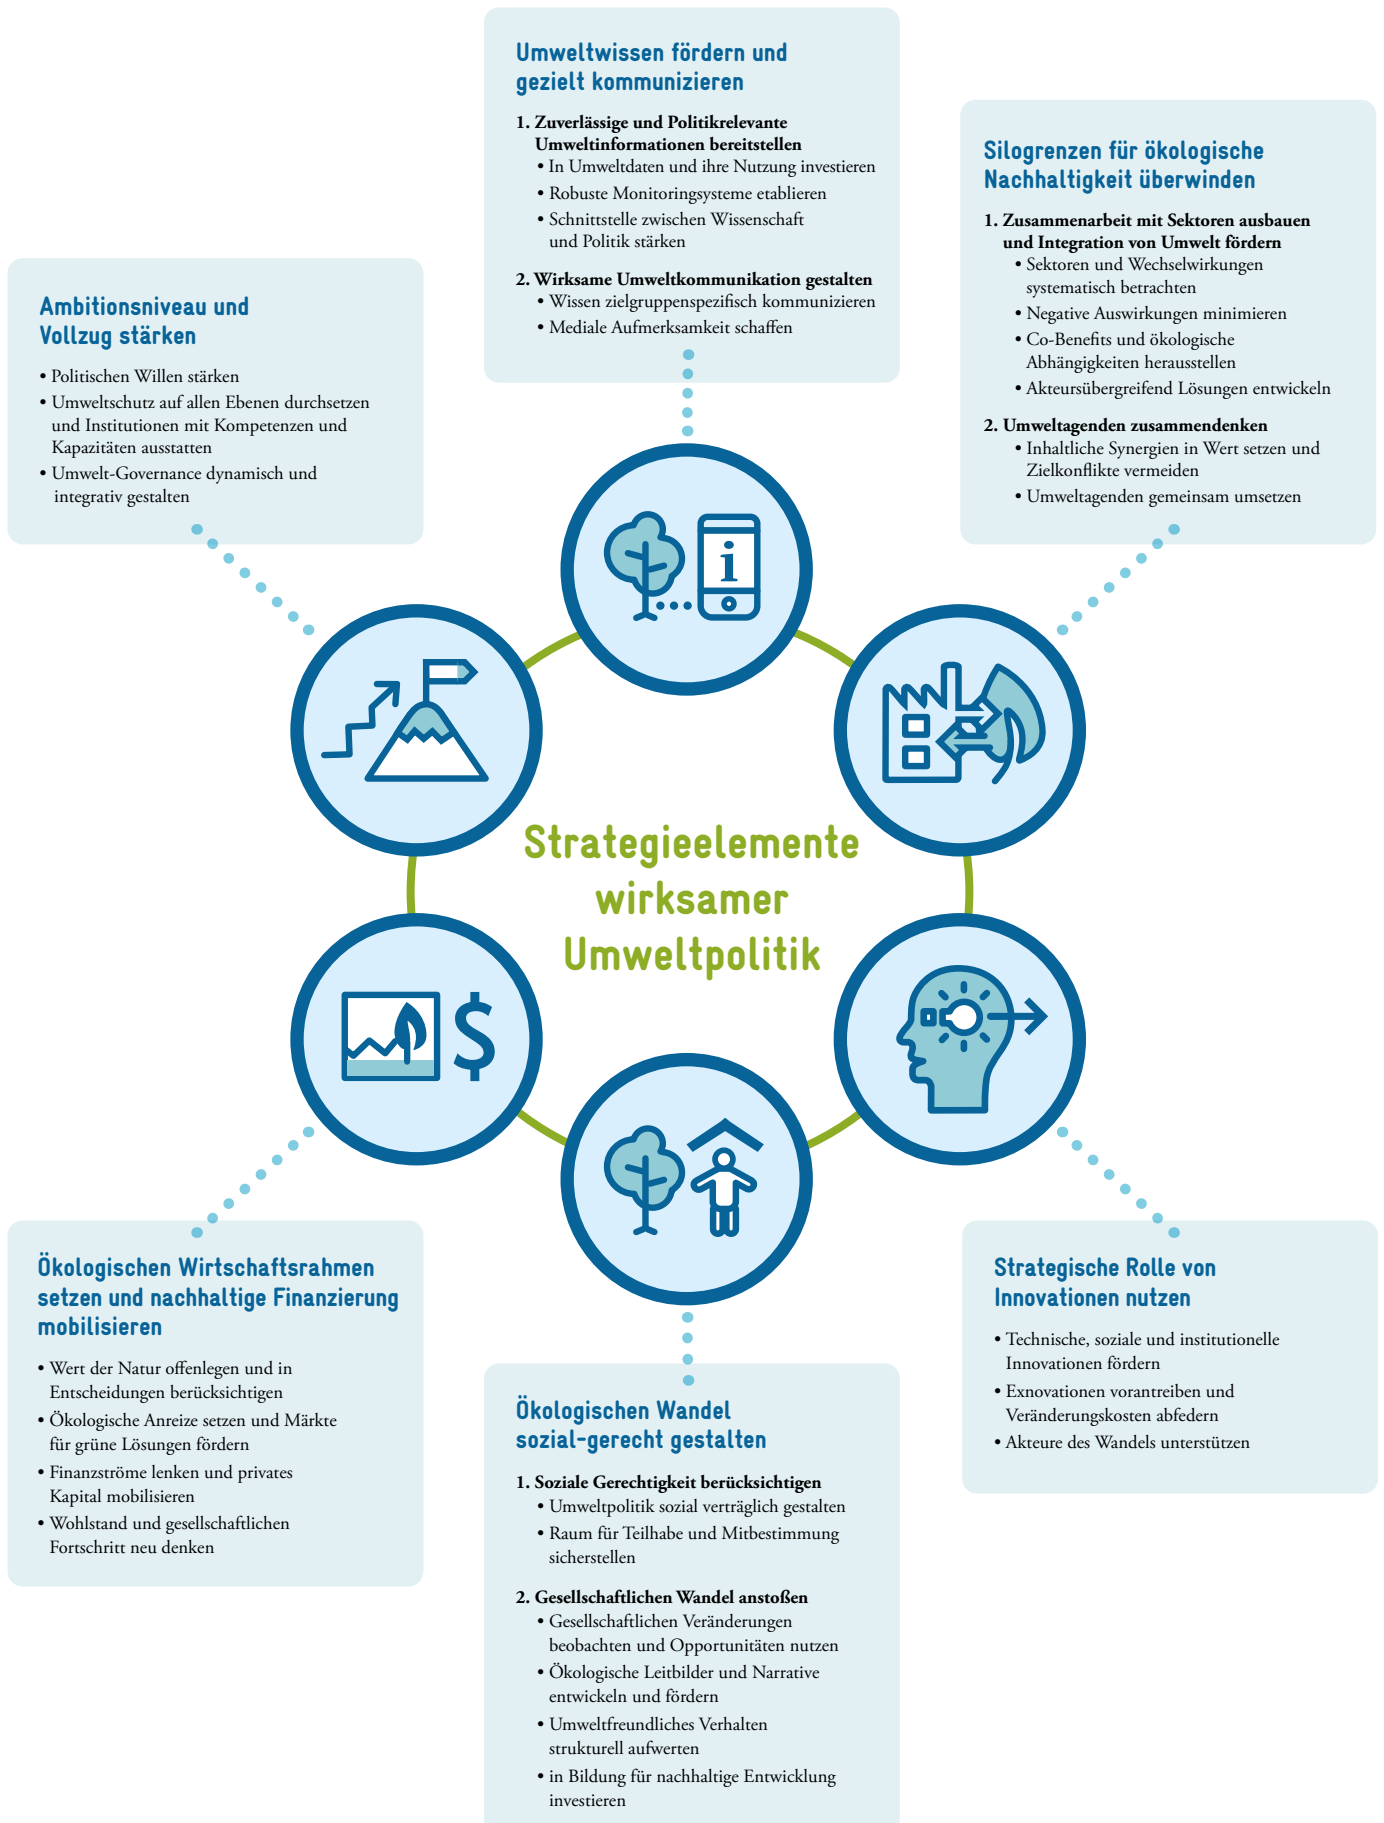 Umweltwissen fördern und
gezielt kommunizieren
1. Zuverlässige und Politikrelevante
Umweltinformationen bereitstellen
• In Umweltdaten und ihre Nutzung investieren
• Robuste Monitoringsysteme etablieren
• Schnittstelle zwischen Wissenschaft
und Politik stärken
2. Wirksame Umweltkommunikation gestalten
• Wissen zielgruppenspezifisch kommunizieren
• Mediale Aufmerksamkeit schaffen
Silogrenzen für ökologische
Nachhaltigkeit überwinden
1. Zusammenarbeit mit Sektoren ausbauen
und Integration von Umwelt fördern
• Sektoren und Wechselwirkungen
systematisch betrachten
• Negative Auswirkungen minimieren
• Co-Benefits und ökologische
Abhängigkeiten herausstellen
• Akteursübergreifend Lösungen entwickeln
2. Umweltagenden zusammendenken
• Inhaltliche Synergien in Wert setzen und
Zielkonflikte vermeiden
• Umweltagenden gemeinsam umsetzen
Ambitionsniveau und
Vollzug stärken
• Politischen Willen stärken
• Umweltschutz auf allen Ebenen durchsetzen
und Institutionen mit Kompetenzen und
Kapazitäten ausstatten
• Umwelt-Governance dynamisch und
integrativ gestalten
i
Strategieelemente
wirksamer
Umweltpolitik
$
Ökologischen Wirtschaftsrahmen
setzen und nachhaltige Finanzierung
mobilisieren
• Wert der Natur offenlegen und in
Entscheidungen berücksichtigen
• Ökologische Anreize setzen und Märkte
für grüne Lösungen fördern
• Finanzströme lenken und privates
Kapital mobilisieren
• Wohlstand und gesellschaftlichen
Fortschritt neu denken
Strategische Rolle von
Innovationen nutzen
• Technische, soziale und institutionelle
Innovationen fördern
• Exnovationen vorantreiben und
Veränderungskosten abfedern
• Akteure des Wandels unterstützen
Ökologischen Wandel
sozial-gerecht gestalten
1. Soziale Gerechtigkeit berücksichtigen
• Umweltpolitik sozial verträglich gestalten
• Raum für Teilhabe und Mitbestimmung
sicherstellen
2. Gesellschaftlichen Wandel anstoßen
• Gesellschaftlichen Veränderungen
beobachten und Opportunitäten nutzen
• Ökologische Leitbilder und Narrative
entwickeln und fördern
• Umweltfreundliches Verhalten
strukturell aufwerten
• in Bildung für nachhaltige Entwicklung
investieren